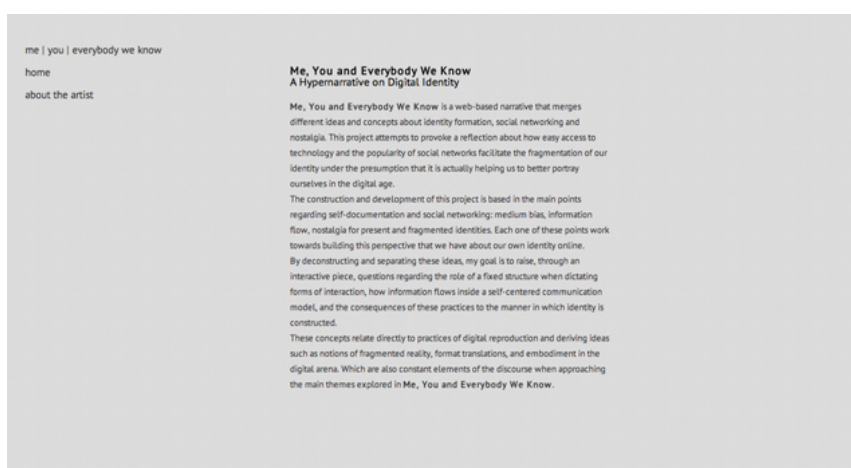 me | you | everybody we know
home
about the artist
Me, You and Everybody We Know
A Hypernarrative on Digital Identity
Me, You and Everybody We Know is a web-based narrative that merges
different ideas and concepts about identity formation, social networking and
nostalgia. This project attempts to provoke a reflection about how easy access to
technology and the popularity of social networks facilitate the fragmentation of our
identity under the presumption that it is actually helping us to better portray
ourselves in the digital age.
The construction and development of this project is based in the main points
regarding self-documentation and social networking: medium bias, information
flow, nostalgia for present and fragmented identities. Each one of these points work
towards building this perspective that we have about our own identity online.
By deconstructing and separating these ideas, my goal is to raise, through an
interactive piece, questions regarding the role of a fixed structure when dictating
forms of interaction, how information flows inside a self-centered communication
model, and the consequences of these practices to the manner in which identity is
constructed.
These concepts relate directly to practices of digital reproduction and deriving ideas
such as notions of fragmented reality, format translations, and embodiment in the
digital arena. Which are also constant elements of the discourse when approaching
the main themes explored in Me, You and Everybody We Know.